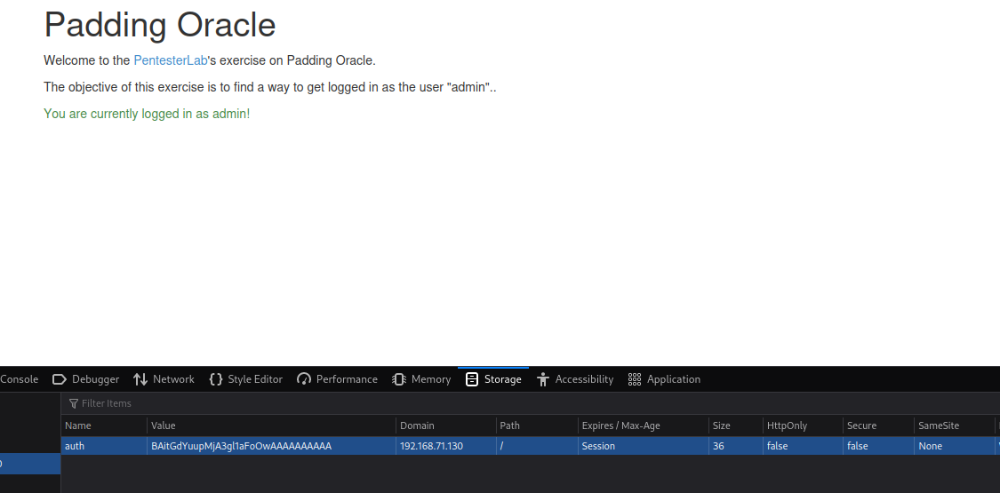 Padding Oracle
Welcome to the PentesterLab's exercise on Padding Oracle.
The objective of this exercise is to find a way to get logged in as the user "admin"..
You are currently logged in as admin!
Console Debugger Network Style Editor Performance Memory Storage Accessibility Application
Filter Items
Name Value Domain Path Expires / Max-Age Size HttpOnly Secure SameSite
auth BAitGdYuupMjA3gl1aFoOwAAAAAAAAAA 192.168.71.130 / Session 36 false false None